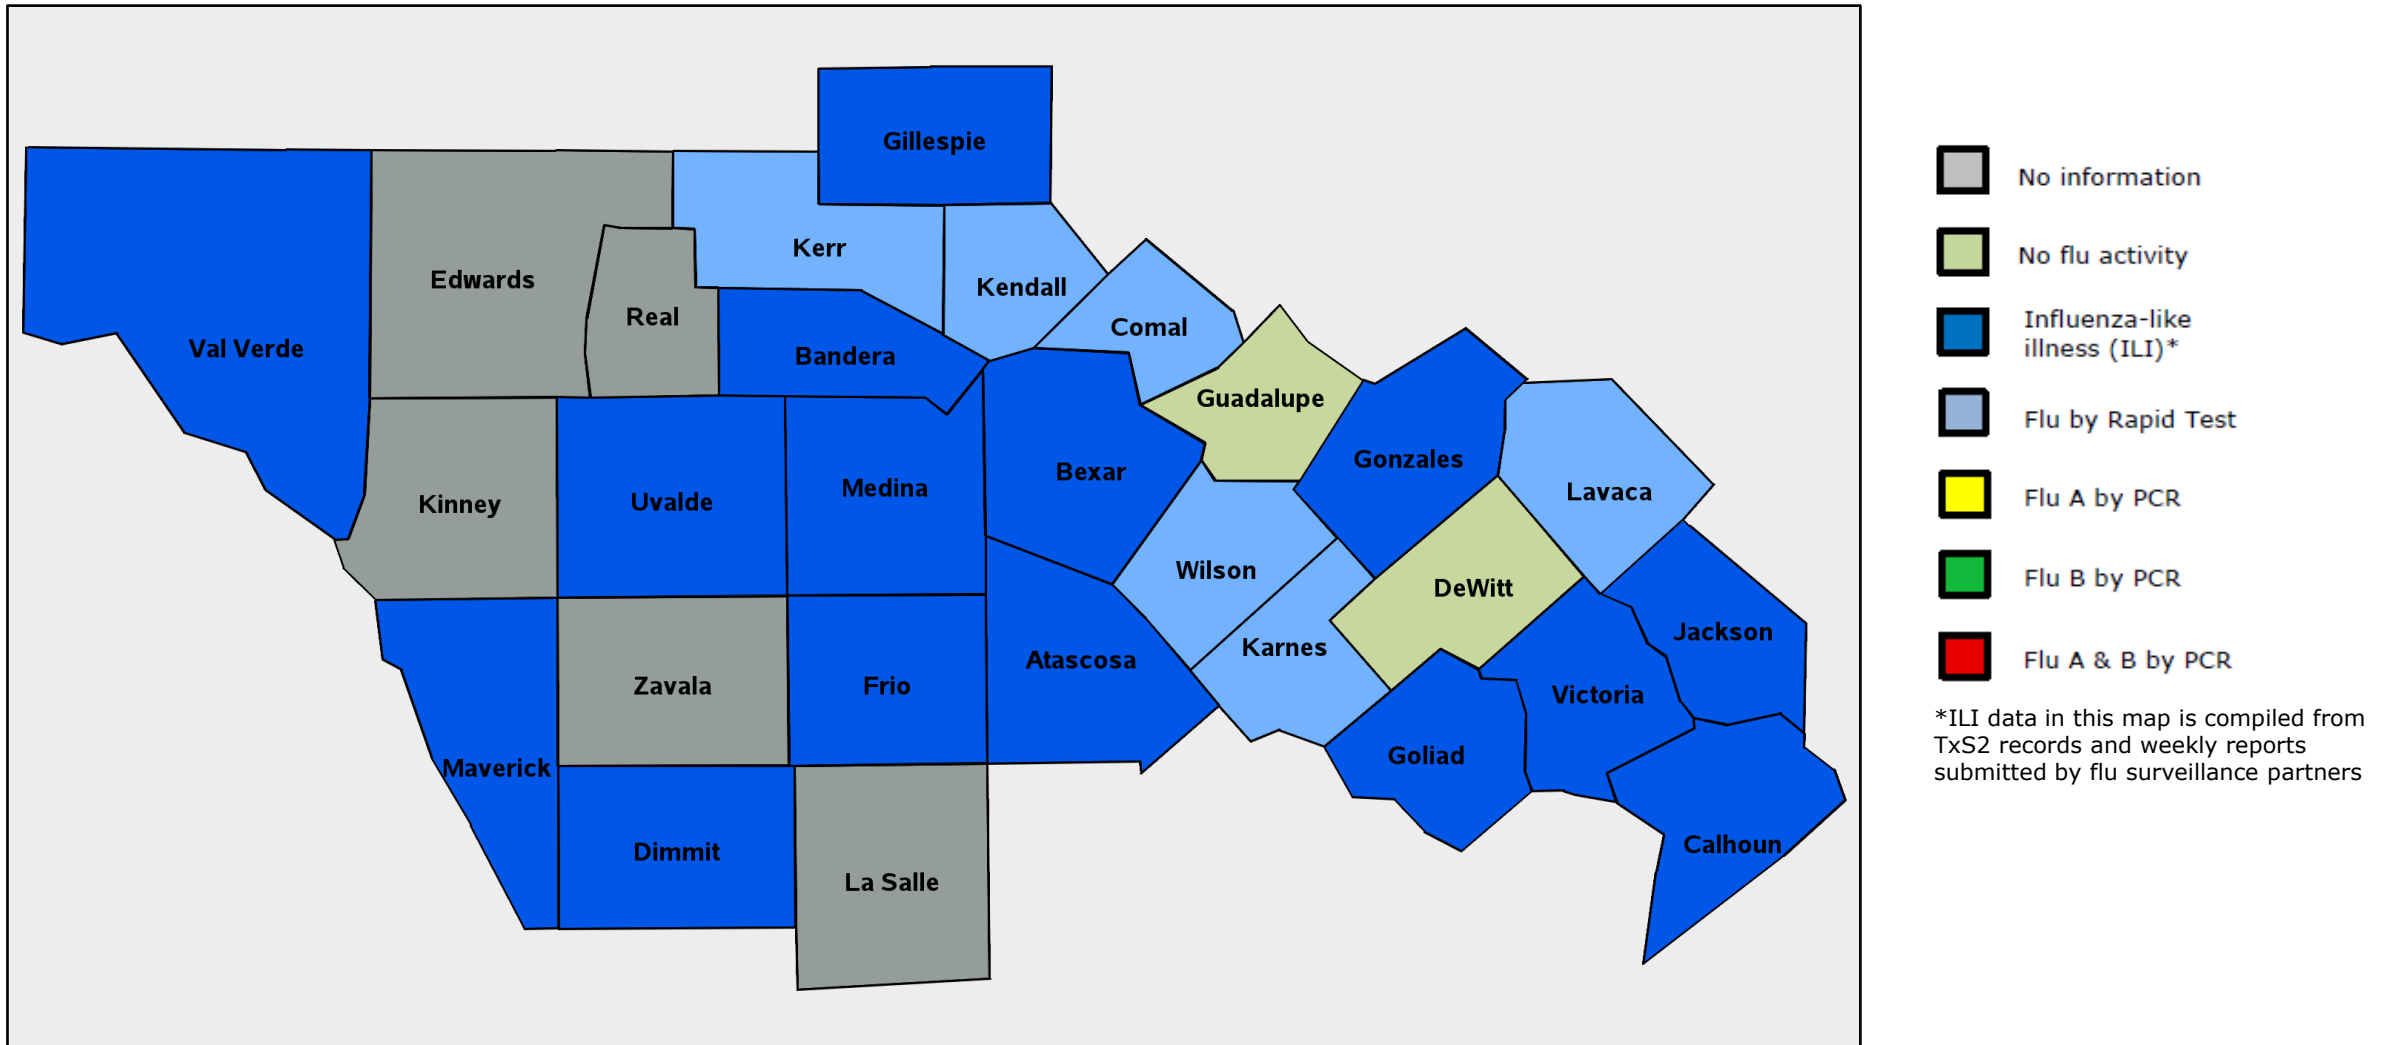 Gillespie
Kerr
Edwards
Kendall
Real
Comal
Val Verde
Bandera
Guadalupe
Gonzales
Bexar
Medina
Lavaca
Uvalde
Kinney
Wilson
DeWitt
Jackson
Karnes
Atascosa
Zavala
Frio
Victoria
Goliad
Maverick
Calhoun
Dimmit
La Salle
No information
No flu activity
Influenza-like
illness (ILI)*
Flu by Rapid Test
Flu A by PCR
Flu B by PCR
Flu A & B by PCR
*ILI data in this map is compiled from
TxS2 records and weekly reports
submitted by flu surveillance partners